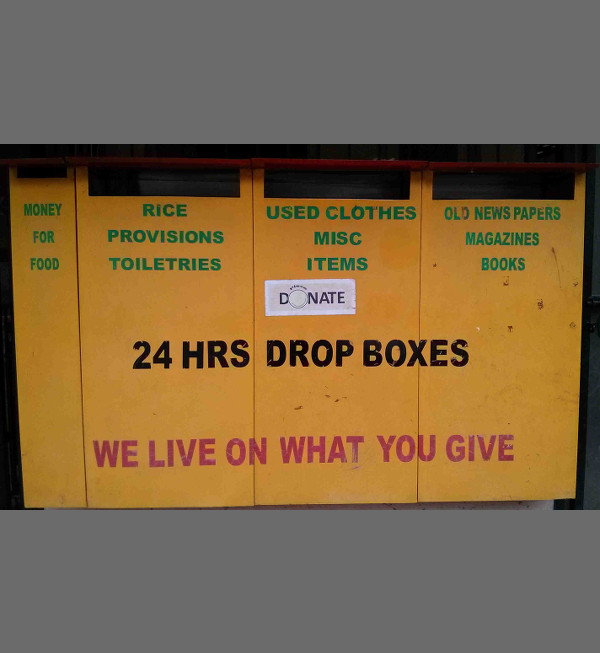 MONEY
FOR
FOOD
RICE
PROVISIONS
TOILETRIES
USED CLOTHES
MISC
ITEMS
OLD NEWS PAPERS
MAGAZINES
BOOKS
DONATE
24 HRS DROP BOXES
WE LIVE ON WHAT YOU GIVE